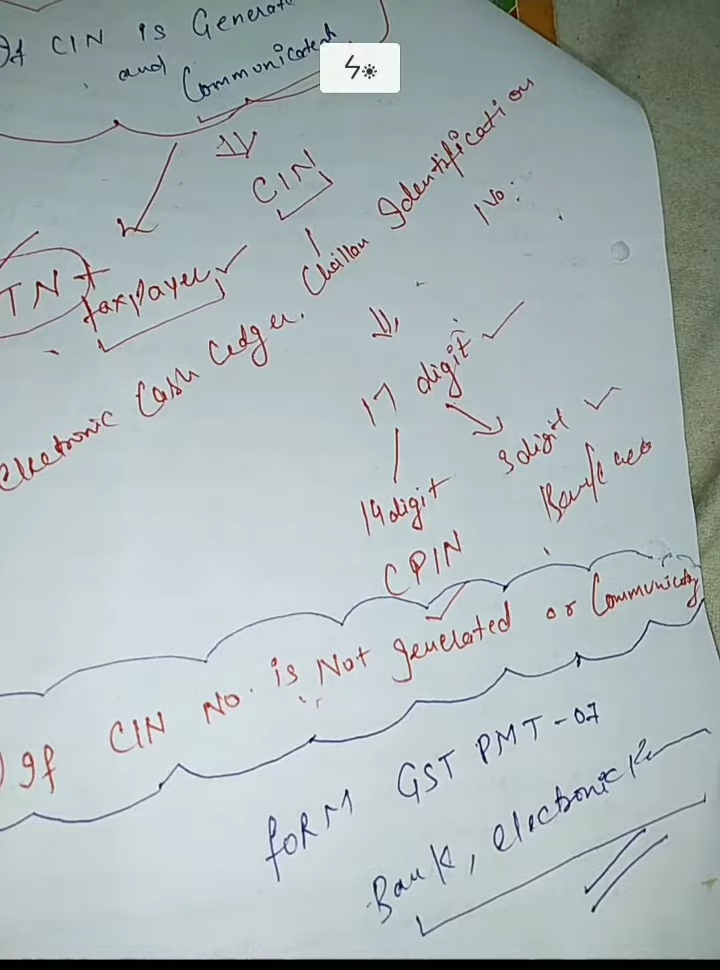 If CIN is Generate
and Communicated
CIN
Challan Identification
No.
TN + taxpayer
electronic Cash Ledger.
17 digit
14 digit
3 digit
CPIN
If CIN No. is Not generated or Communicated
FORM GST PMT-07
Bank, electronic